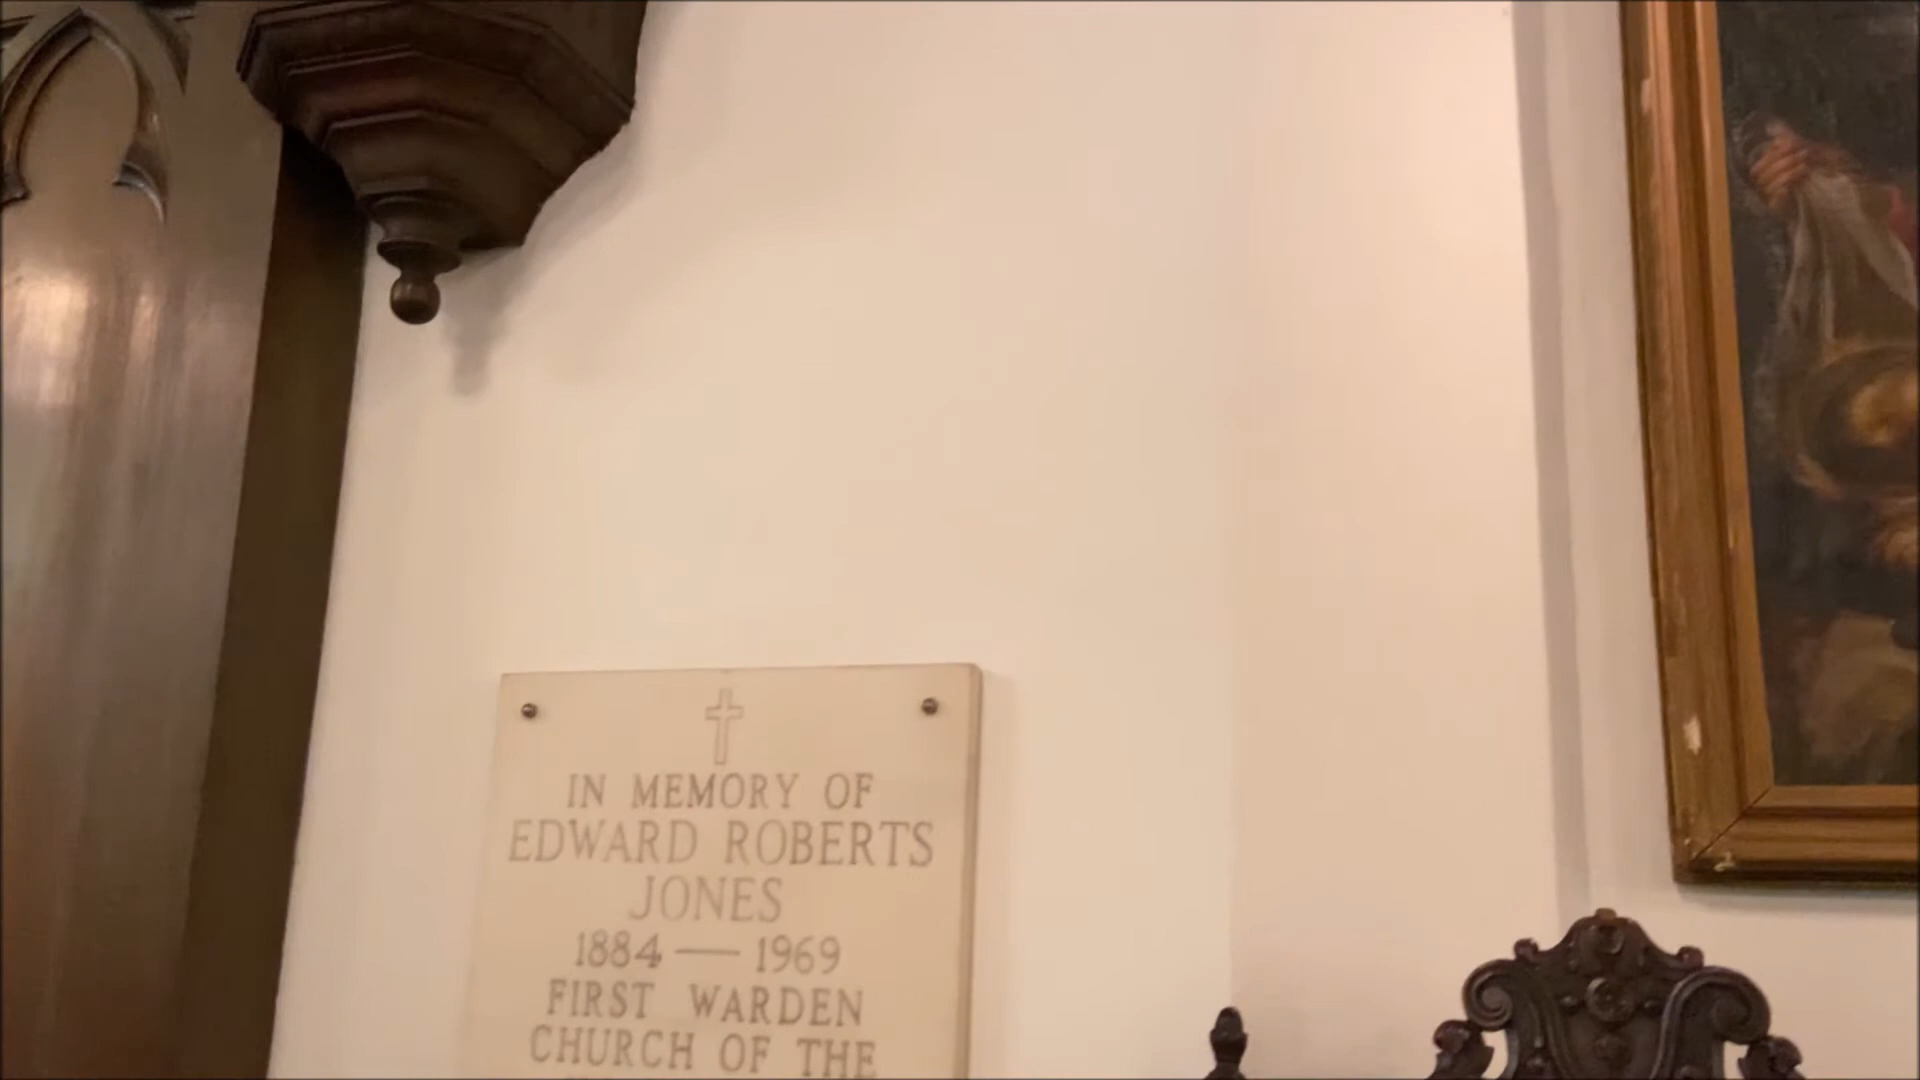 IN MEMORY OF
EDWARD ROBERTS
JONES
1884 — 1969
FIRST WARDEN
CHURCH OF THE